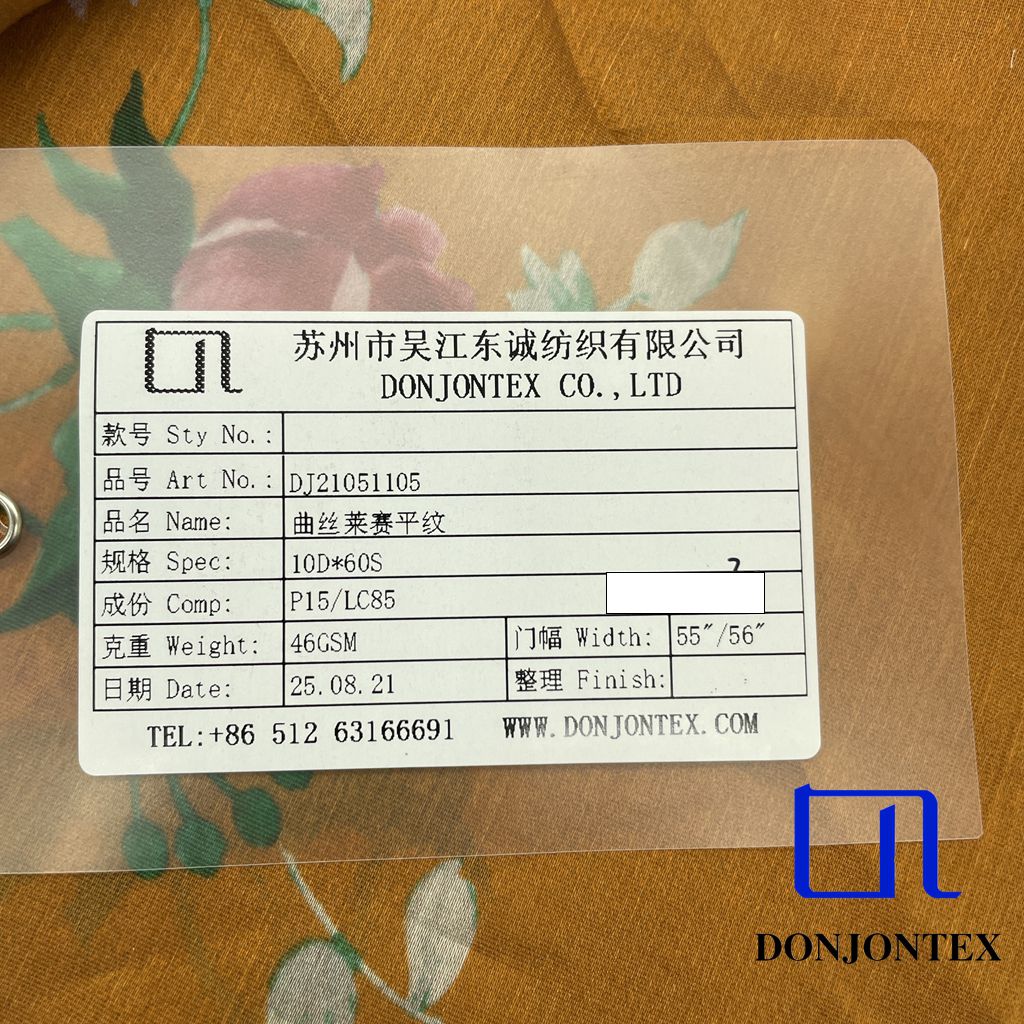 苏州市吴江东诚纺织有限公司
DONJONTEX CO.,LTD
款号 Sty No.:
品号 Art No.: DJ21051105
品名 Name: 曲丝莱赛平纹
规格 Spec: 10D*60S
成份 Comp: P15/LC85
克重 Weight: 46GSM 门幅 Width: 55″/56″
日期 Date: 25.08.21 整理 Finish:
TEL:+86 512 63166691 WWW.DONJONTEX.COM
DONJONTEX